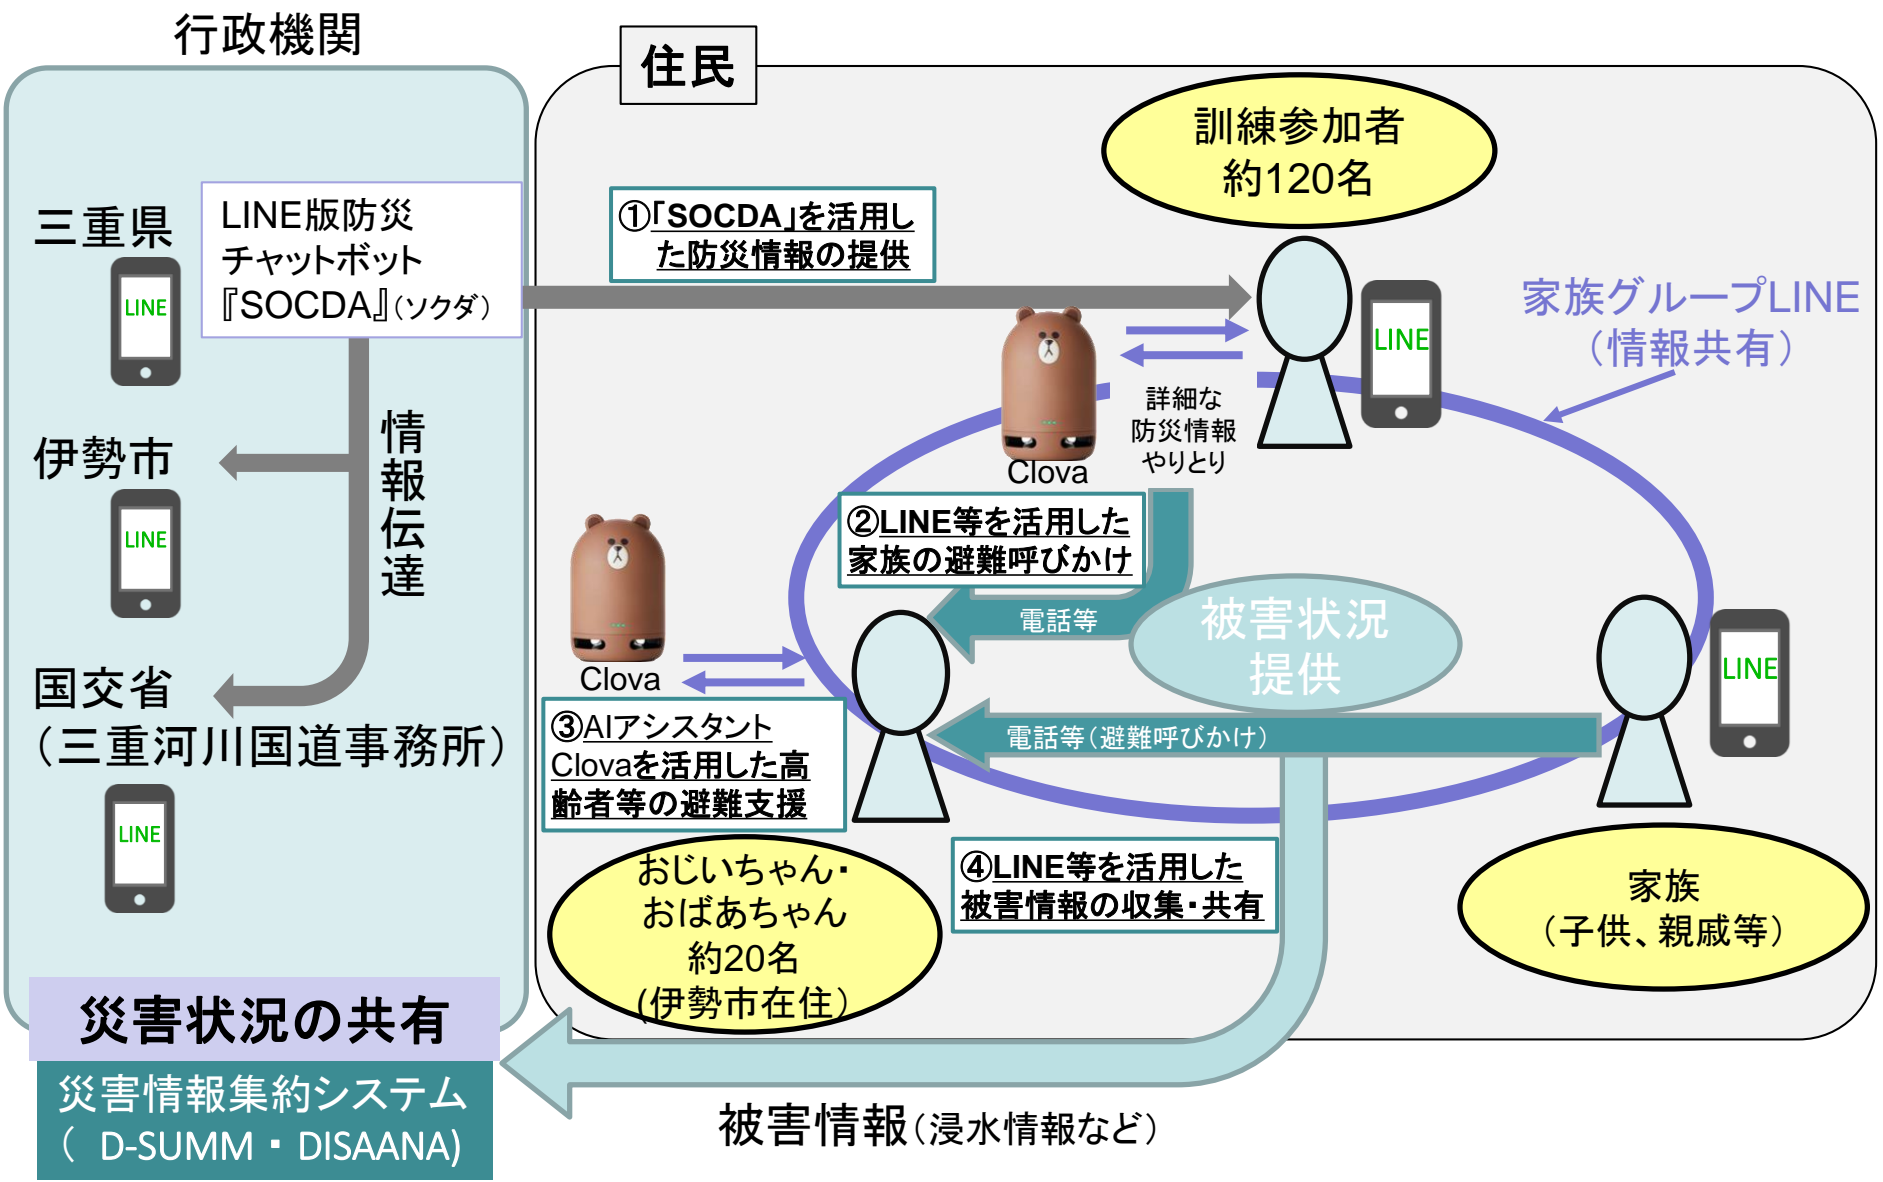 行政機関
三重県
LINE
LINE版防災
チャットボット
『SOCDA』(ソクダ)
伊勢市
LINE
情報伝達
国交省
（三重河川国道事務所）
LINE
災害状況の共有
災害情報集約システム
（ D-SUMM ・ DISAANA)
住民
訓練参加者
約120名
①「SOCDA」を活用し
た防災情報の提供
LINE
家族グループLINE
（情報共有）
Clova
詳細な
防災情報
やりとり
②LINE等を活用した
家族の避難呼びかけ
電話等
被害状況
提供
Clova
③AIアシスタント
Clovaを活用した高
齢者等の避難支援
電話等（避難呼びかけ）
LINE
おじいちゃん・
おばあちゃん
約20名
(伊勢市在住）
④LINE等を活用した
被害情報の収集・共有
家族
（子供、親戚等）
被害情報（浸水情報など）